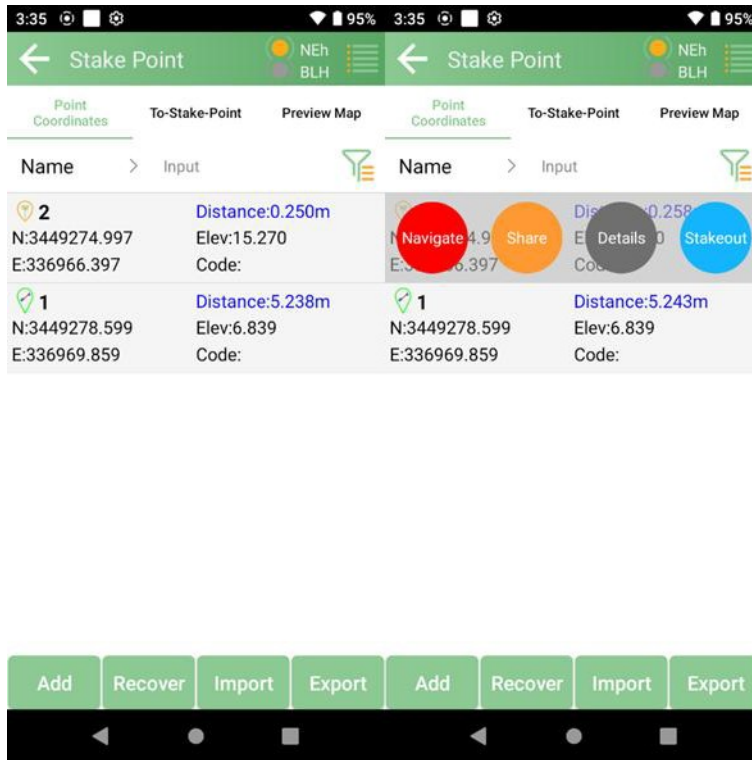 3:35 95%
Stake Point NEh BLH
Point Coordinates To-Stake-Point Preview Map
Name > Input
2 Distance:0.250m
N:3449274.997 Elev:15.270
E:336966.397 Code:
1 Distance:5.238m
N:3449278.599 Elev:6.839
E:336969.859 Code:
Add Recover Import Export
3:35 95%
Stake Point NEh BLH
Point Coordinates To-Stake-Point Preview Map
Name > Input
Navigate Share Details Stakeout
1 Distance:5.243m
N:3449278.599 Elev:6.839
E:336969.859 Code:
Add Recover Import Export